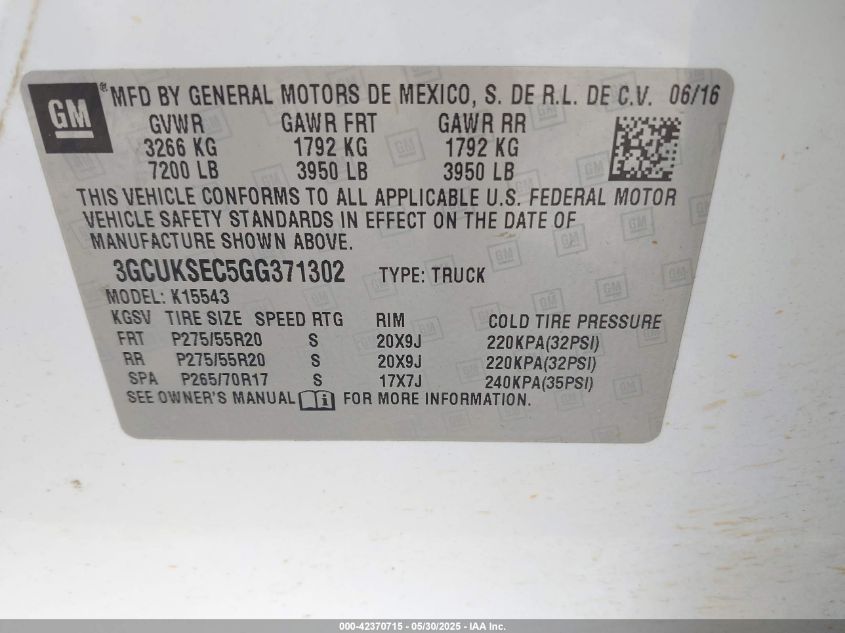 GM ® MFD BY GENERAL MOTORS DE MEXICO, S. DE R.L. DE C.V. 06/16
GVWR GAWR FRT GAWR RR
3266 KG 1792 KG 1792 KG
7200 LB 3950 LB 3950 LB
THIS VEHICLE CONFORMS TO ALL APPLICABLE U.S. FEDERAL MOTOR
VEHICLE SAFETY STANDARDS IN EFFECT ON THE DATE OF
MANUFACTURE SHOWN ABOVE.
3GCUKSEC5GG371302 TYPE: TRUCK
MODEL: K15543
KGSV TIRE SIZE SPEED RTG RIM COLD TIRE PRESSURE
FRT P275/55R20 S 20X9J 220KPA(32PSI)
RR P275/55R20 S 20X9J 220KPA(32PSI)
SPA P265/70R17 S 17X7J 240KPA(35PSI)
SEE OWNER'S MANUAL i FOR MORE INFORMATION.
000-42370715 - 05/30/2025 - IAA Inc.